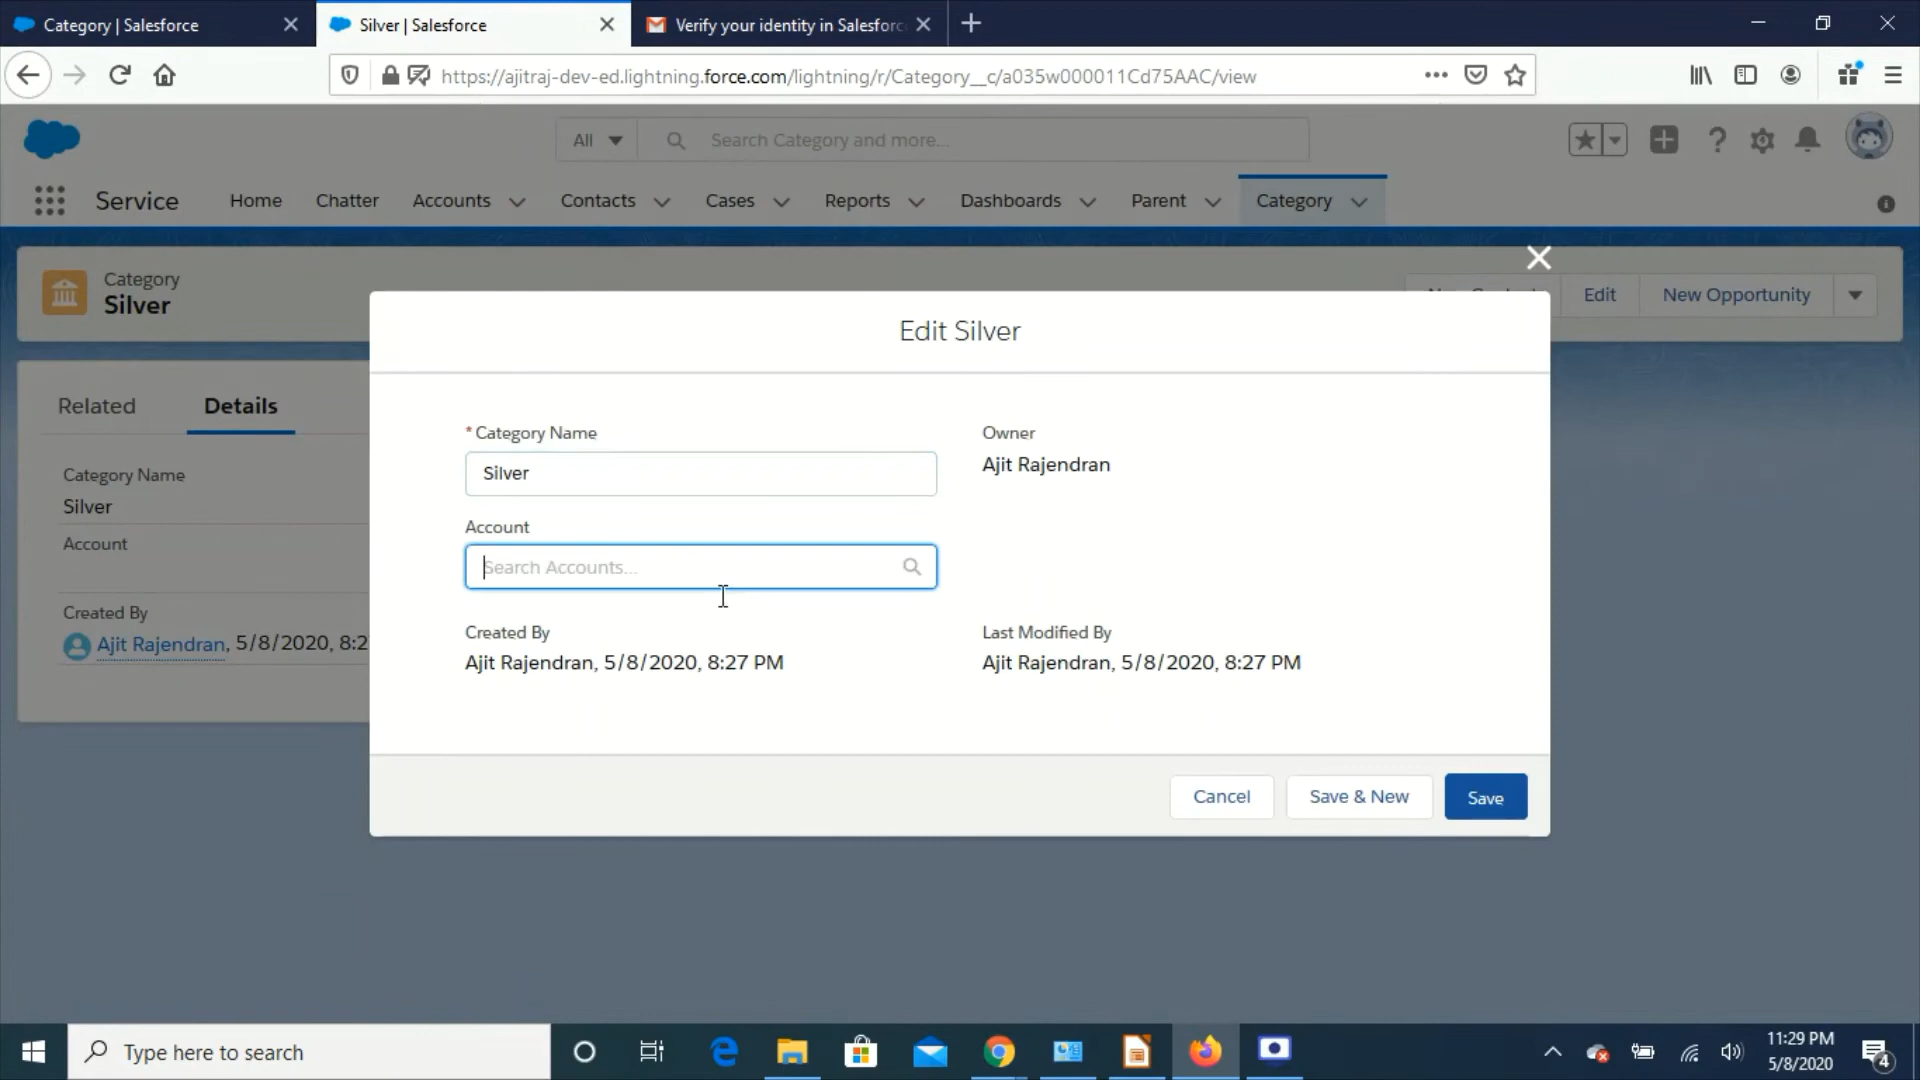 Category | Salesforce
Silver | Salesforce
Verify your identity in Salesforc
https://ajitraj-dev-ed.lightning.force.com/lightning/r/Category__c/a035w000011Cd75AAC/view
All
Search Category and more...
Service
Home
Chatter
Accounts
Contacts
Cases
Reports
Dashboards
Parent
Category
Category
Silver
Edit
New Opportunity
Related
Details
Category Name
Silver
Account
Created By
Ajit Rajendran, 5/8/2020, 8:2
Edit Silver
* Category Name
Silver
Owner
Ajit Rajendran
Account
Search Accounts...
Created By
Ajit Rajendran, 5/8/2020, 8:27 PM
Last Modified By
Ajit Rajendran, 5/8/2020, 8:27 PM
Cancel
Save & New
Save
Type here to search
11:29 PM
5/8/2020
4